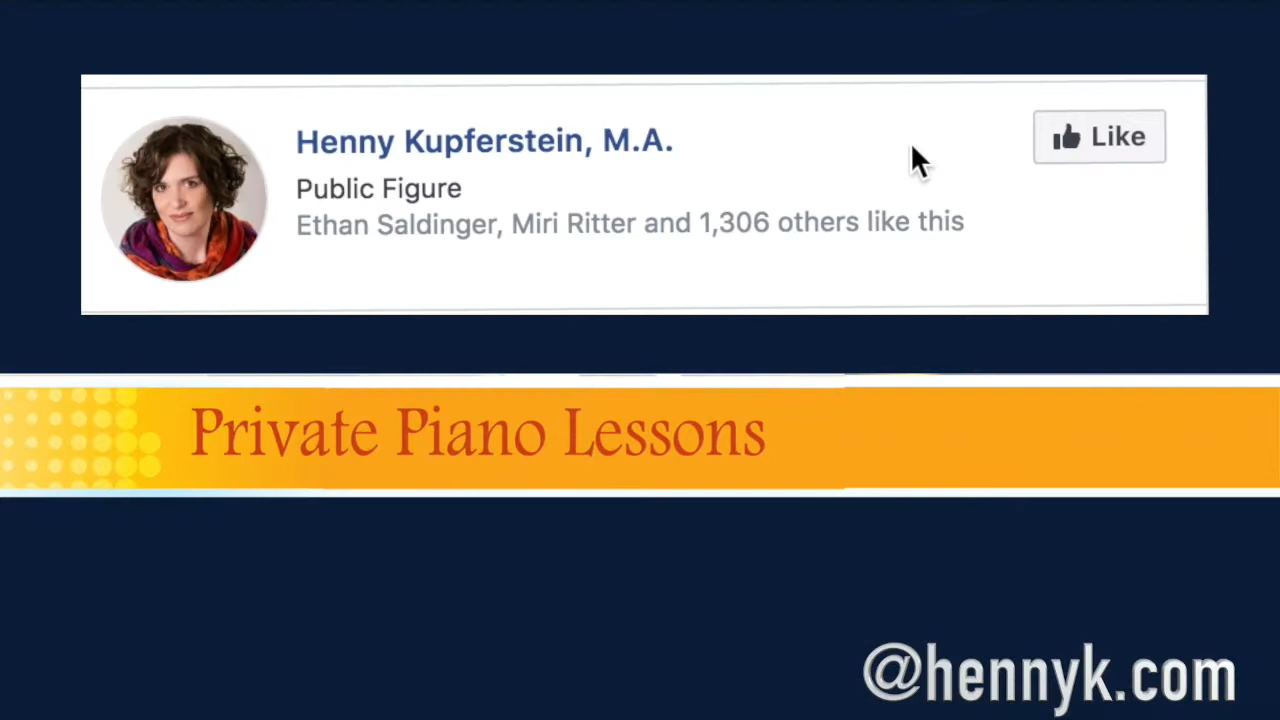 Henny Kupferstein, M.A.
Like
Public Figure
Ethan Saldinger, Miri Ritter and 1,306 others like this
Private Piano Lessons
@hennyk.com